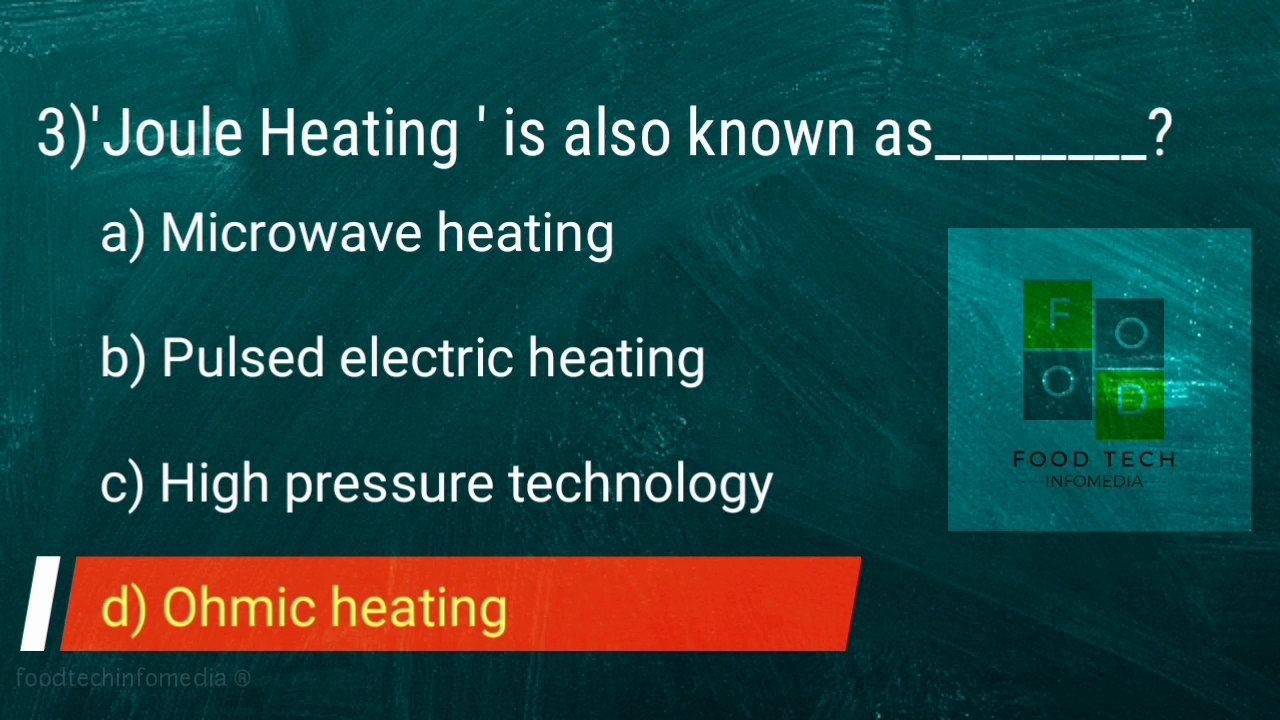 3)'Joule Heating ' is also known as________?
a) Microwave heating
b) Pulsed electric heating
c) High pressure technology
d) Ohmic heating
F O
O D
FOOD TECH
INFOMEDIA
foodtechinfomedia ®